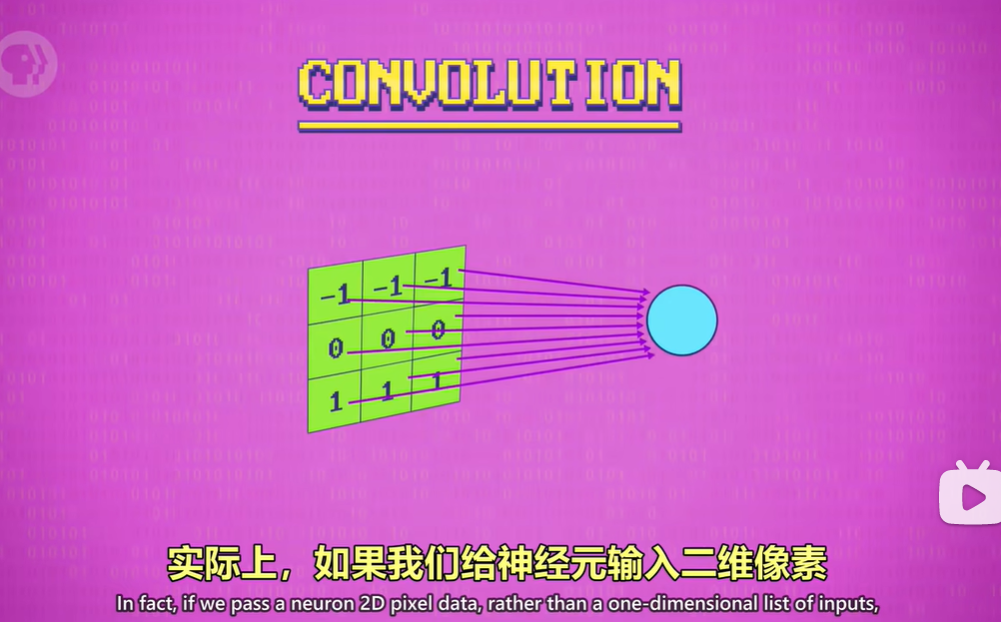 CONVOLUTION
-1 -1 -1
0 0 0
1 1 1
实际上，如果我们给神经元输入二维像素
In fact, if we pass a neuron 2D pixel data, rather than a one-dimensional list of inputs,